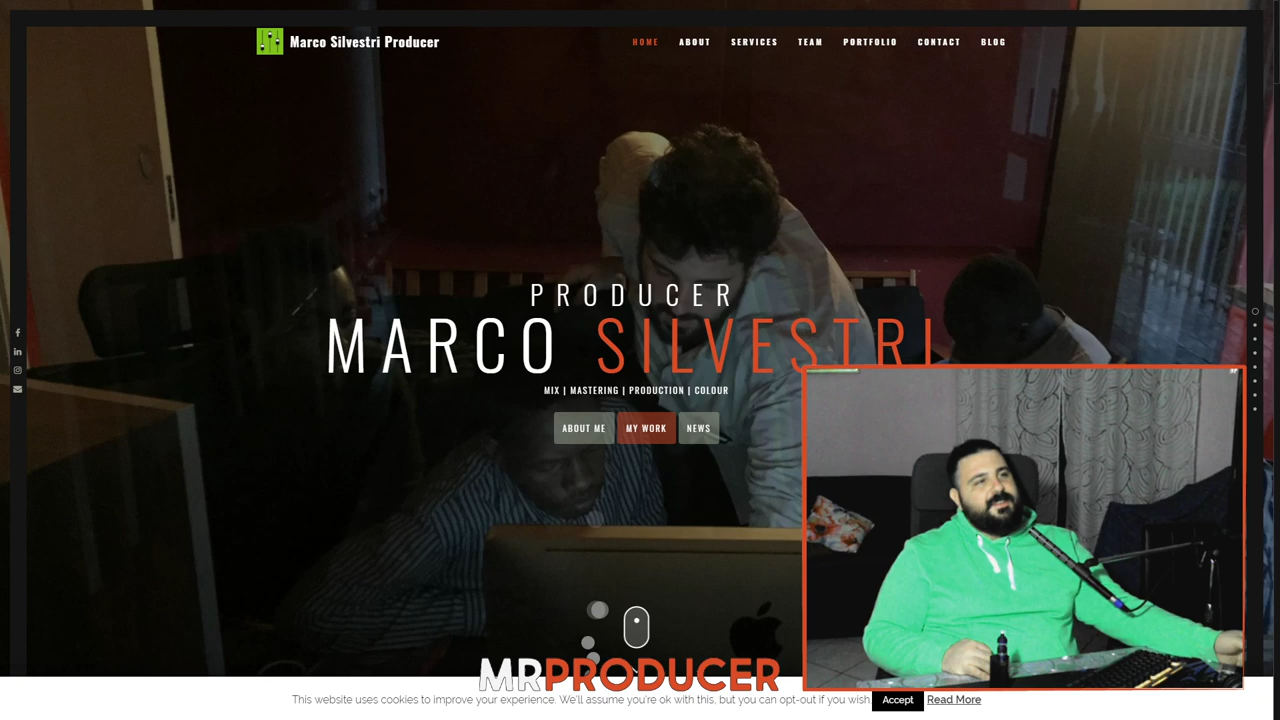 Marco Silvestri Producer
HOME ABOUT SERVICES TEAM PORTFOLIO CONTACT BLOG
PRODUCER
MARCO SILVESTRI
MIX | MASTERING | PRODUCTION | COLOUR
ABOUT ME MY WORK NEWS
MRPRODUCER
This website uses cookies to improve your experience. We'll assume you're ok with this, but you can opt-out if you wish. Accept Read More